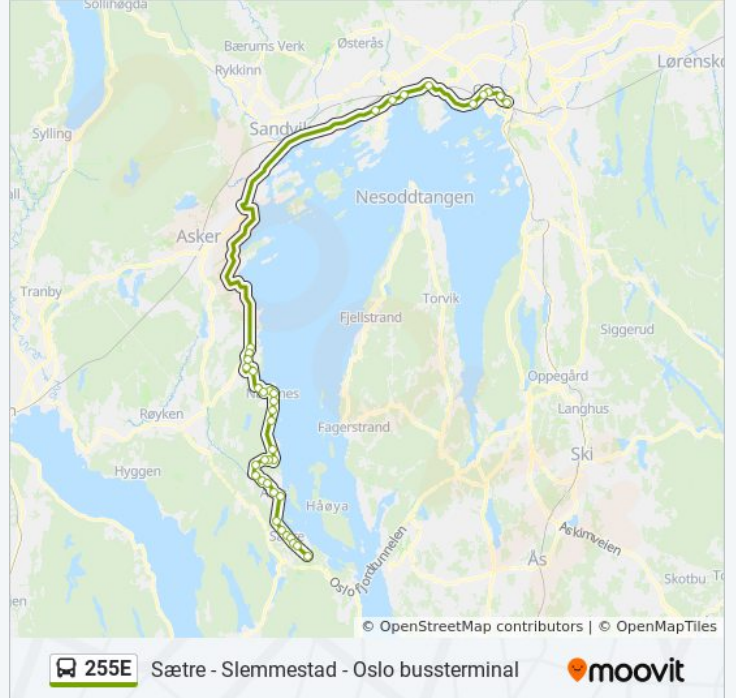 Sollihøgda
Østerås
Bærums Verk
Rykkinn
Lørensk
Sylling
Sandvi
Nesoddtangen
Asker
Tranby
Torvik
Fjellstrand
Siggerud
Oppegård
Langhus
Røyken
Fagerstrand
Ski
Hyggen
Håøya
Askimveien
Ås
Oslofjordtunnelen
Skotbu
© OpenStreetMap contributors | © OpenMapTiles
255E Sætre - Slemmestad - Oslo bussterminal
moovit